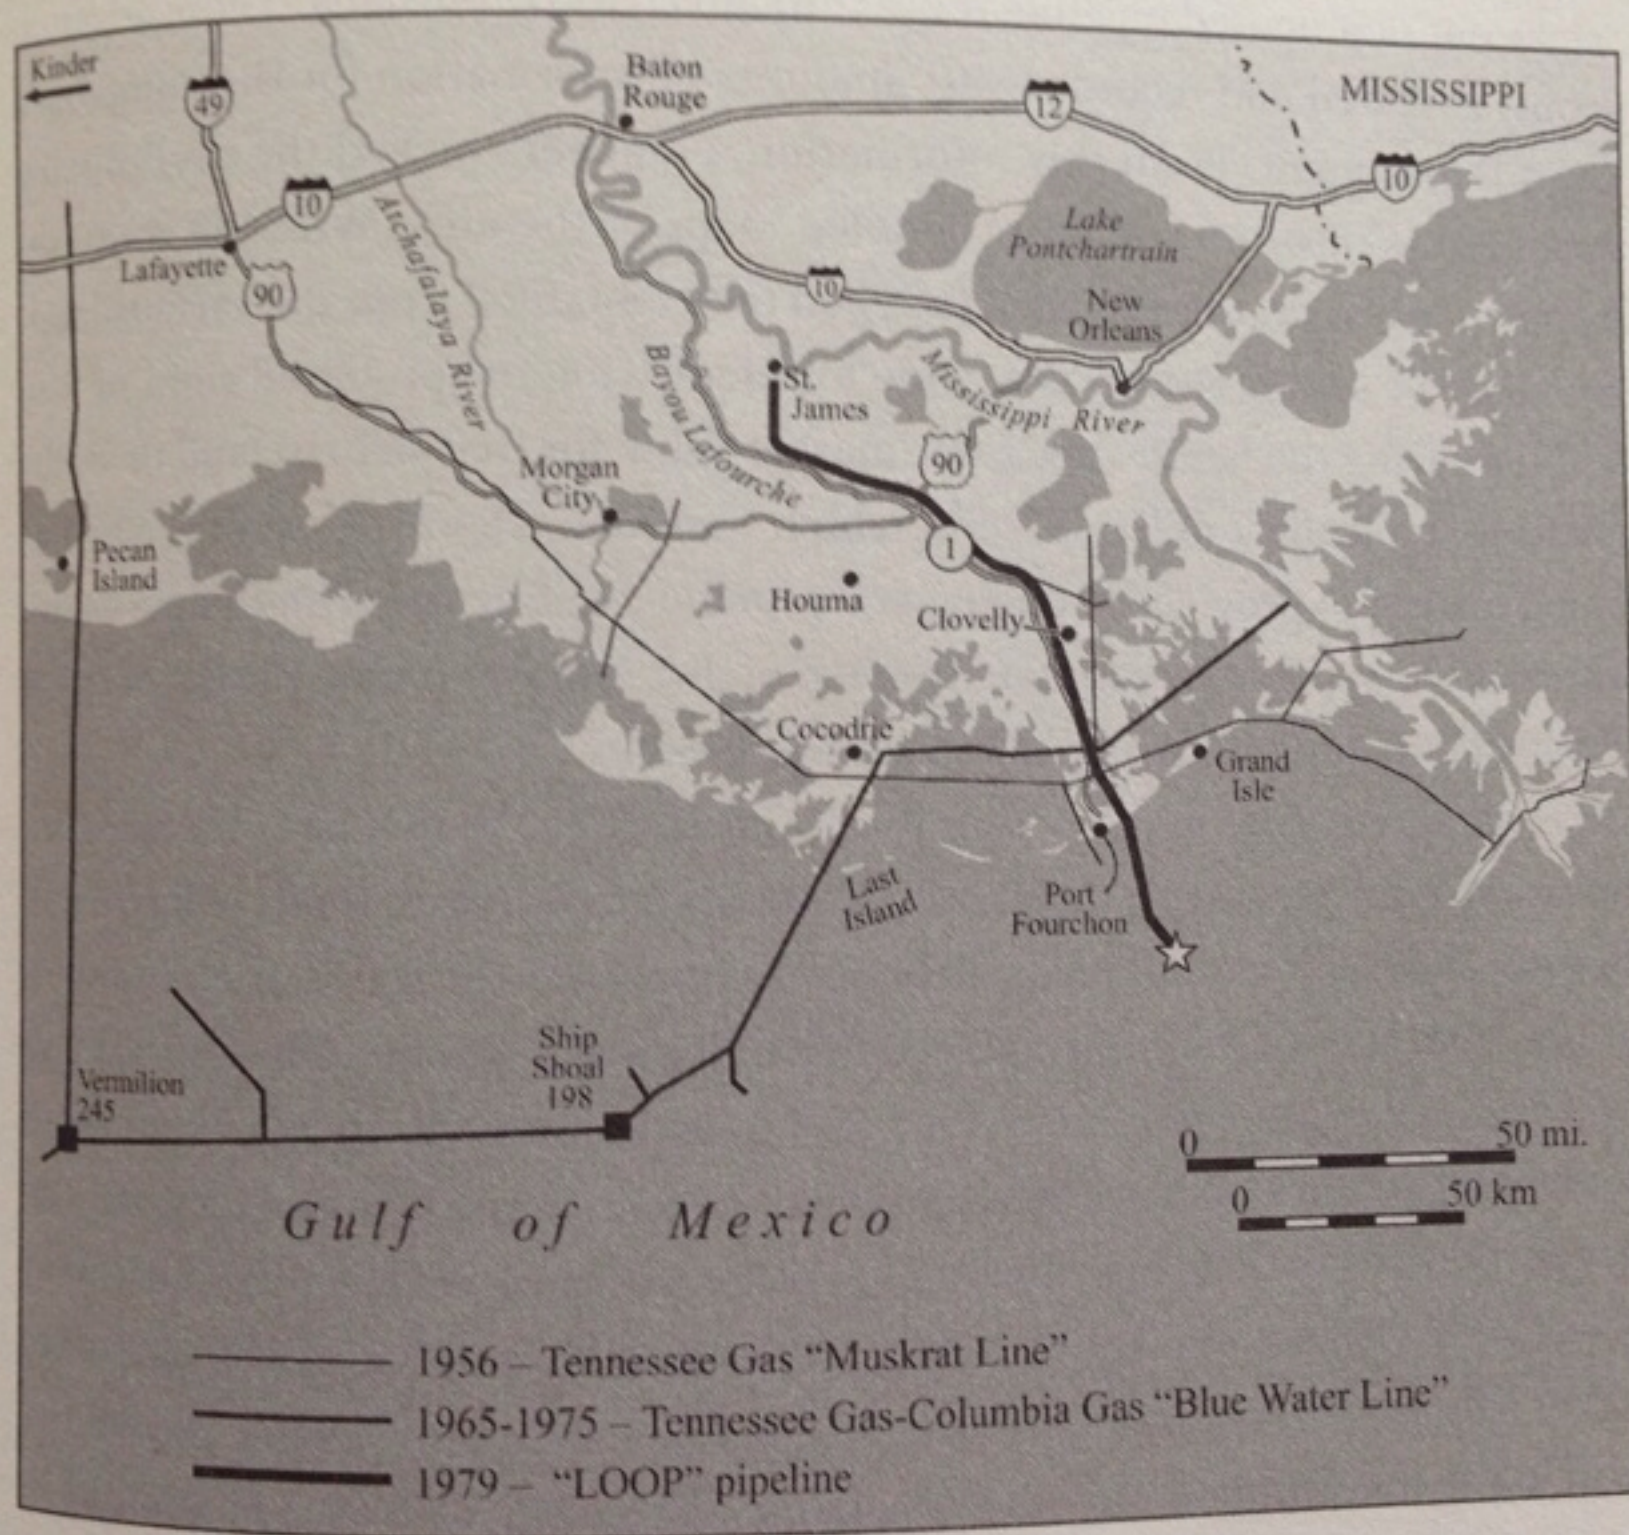 Kinder
49
Baton
Rouge
12
MISSISSIPPI
10
10
Lafayette
90
Atchafalaya River
Lake
Pontchartrain
10
New
Orleans
Bayou Lafourche
St.
James
Mississippi River
90
Morgan
City
1
Pecan
Island
Houma
Clovelly
Cocodrie
Grand
Isle
Last
Island
Port
Fourchon
Ship
Shoal
198
Vermilion
245
0 50 mi.
0 50 km
Gulf of Mexico
1956 – Tennessee Gas “Muskrat Line”
1965-1975 – Tennessee Gas-Columbia Gas “Blue Water Line”
1979 – “LOOP” pipeline